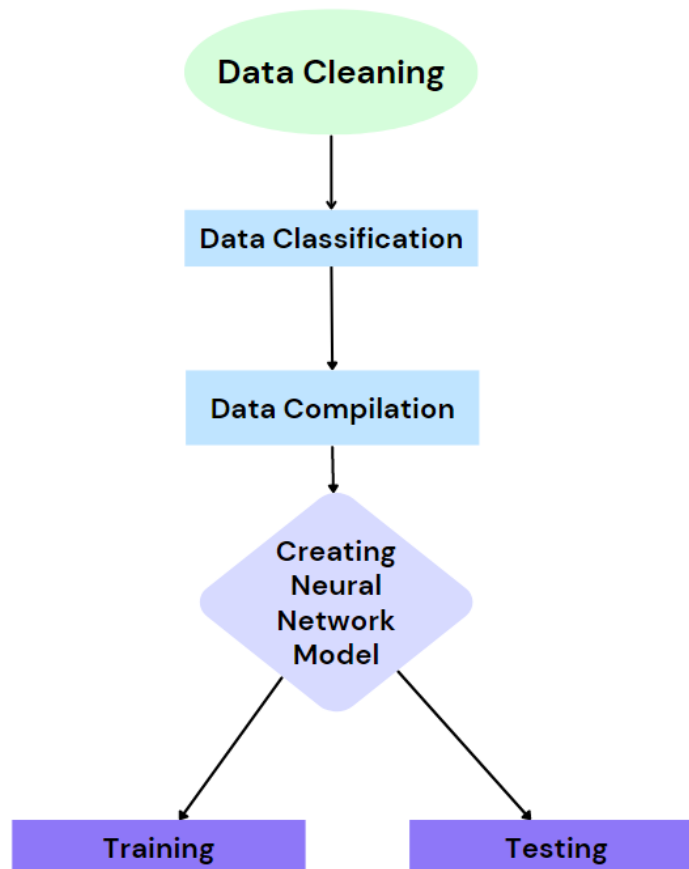 Data Cleaning
Data Classification
Data Compilation
Creating
Neural
Network
Model
Training
Testing